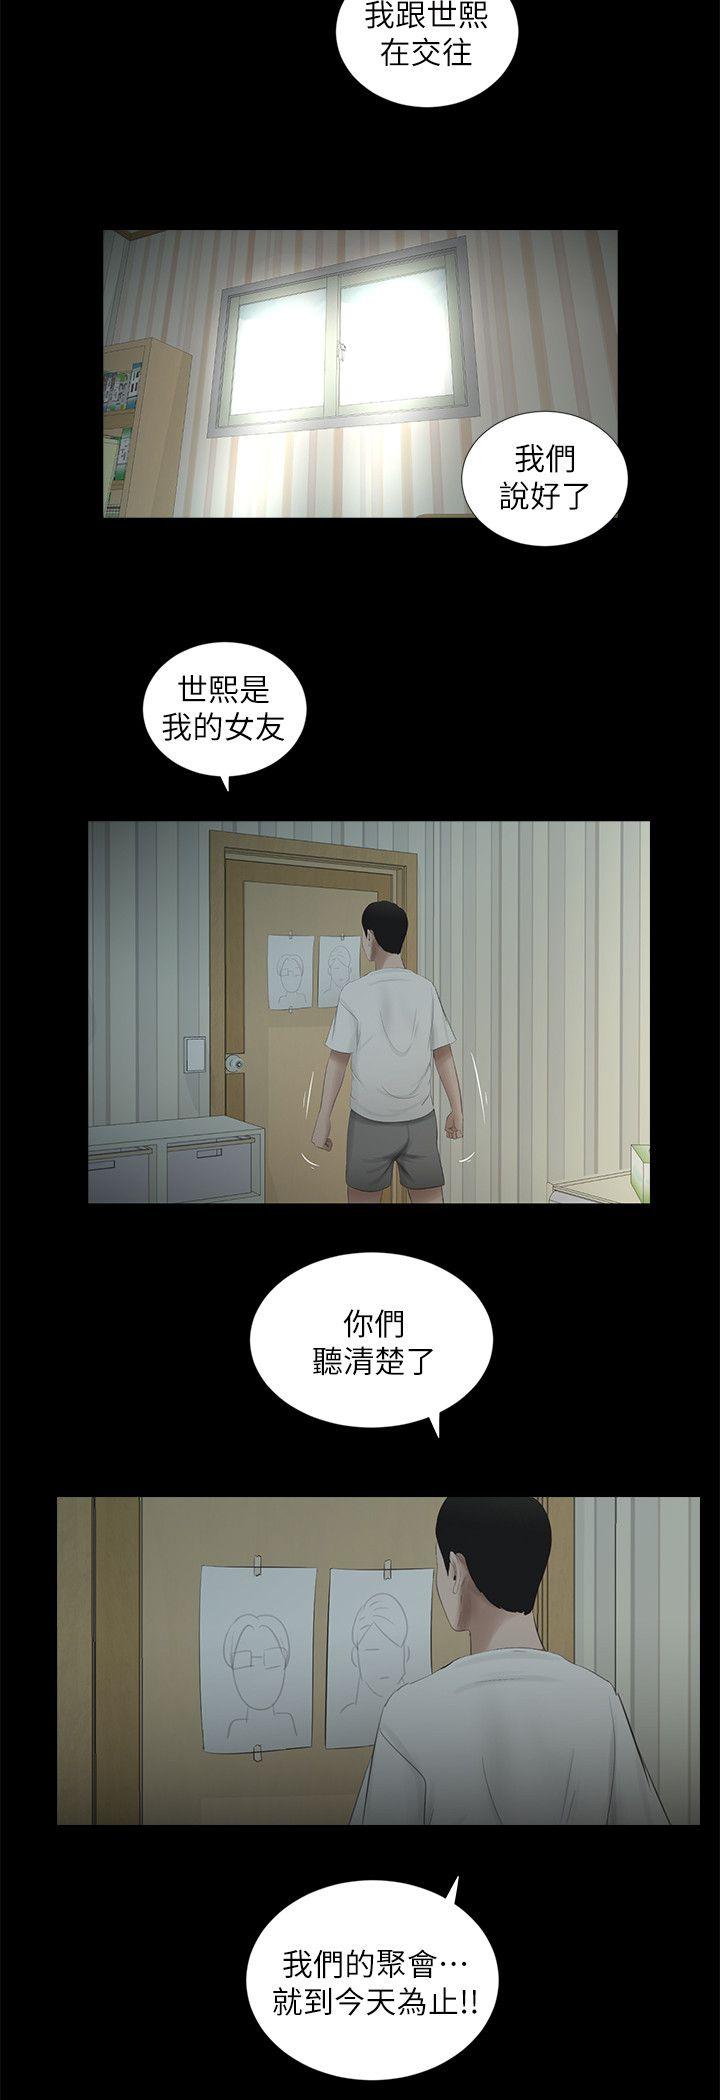 我跟世熙
在交往
我們
說好了
世熙是
我的女友
你們
聽清楚了
我們的聚會⋯
就到今天為止!!